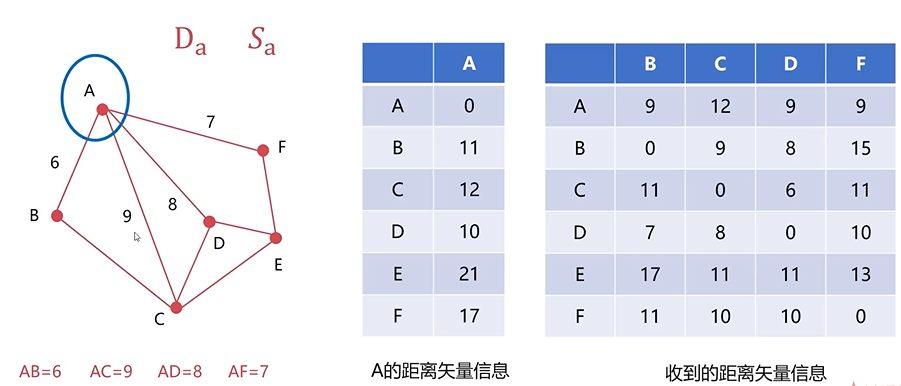 Dₐ Sₐ
A
7
F
6
9
8
B
D
E
C
AB=6 AC=9 AD=8 AF=7
A
A 0
B 11
C 12
D 10
E 21
F 17
A的距离矢量信息
B C D F
A 9 12 9 9
B 0 9 8 15
C 11 0 6 11
D 7 8 0 10
E 17 11 11 13
F 11 10 10 0
收到的距离矢量信息